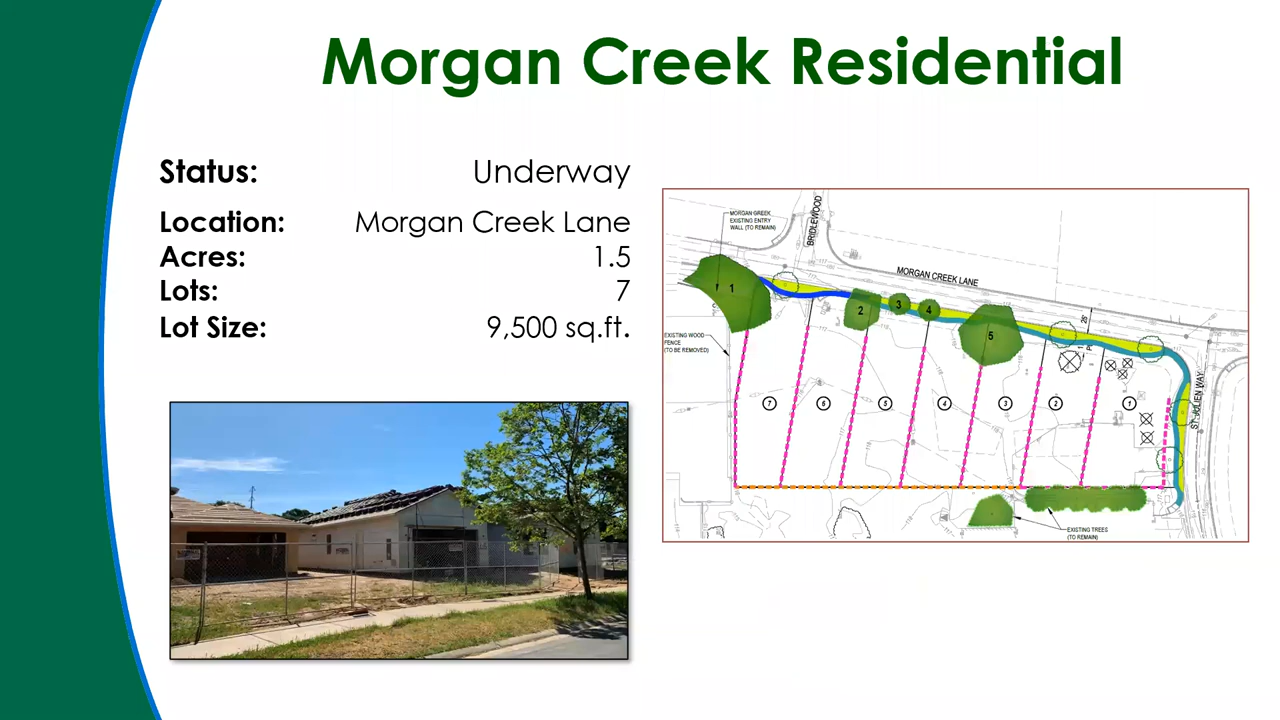 Morgan Creek Residential
Status: Underway
Location: Morgan Creek Lane
Acres: 1.5
Lots: 7
Lot Size: 9,500 sq.ft.
MORGAN CREEK
EXISTING ENTRY
WALL (TO REMAIN)
BRIDLEWOOD
MORGAN CREEK LANE
1
2
3
4
5
25'
EXISTING WOOD
FENCE
(TO BE REMOVED)
ST. JULIEN WAY
7
6
5
4
3
2
1
EXISTING TREES
(TO REMAIN)